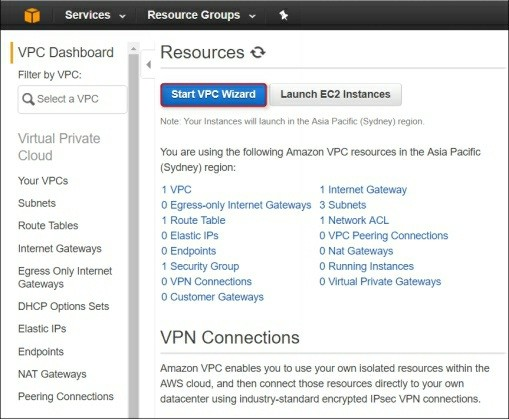 Services Resource Groups
VPC Dashboard
Filter by VPC:
Select a VPC
Virtual Private
Cloud
Your VPCs
Subnets
Route Tables
Internet Gateways
Egress Only Internet
Gateways
DHCP Options Sets
Elastic IPs
Endpoints
NAT Gateways
Peering Connections
Resources
Start VPC Wizard Launch EC2 Instances
Note: Your Instances will launch in the Asia Pacific (Sydney) region.
You are using the following Amazon VPC resources in the Asia Pacific
(Sydney) region:
1 VPC 1 Internet Gateway
0 Egress-only Internet Gateways 3 Subnets
1 Route Table 1 Network ACL
0 Elastic IPs 0 VPC Peering Connections
0 Endpoints 0 Nat Gateways
1 Security Group 0 Running Instances
0 VPN Connections 0 Virtual Private Gateways
0 Customer Gateways
VPN Connections
Amazon VPC enables you to use your own isolated resources within the
AWS cloud, and then connect those resources directly to your own
datacenter using industry-standard encrypted IPsec VPN connections.